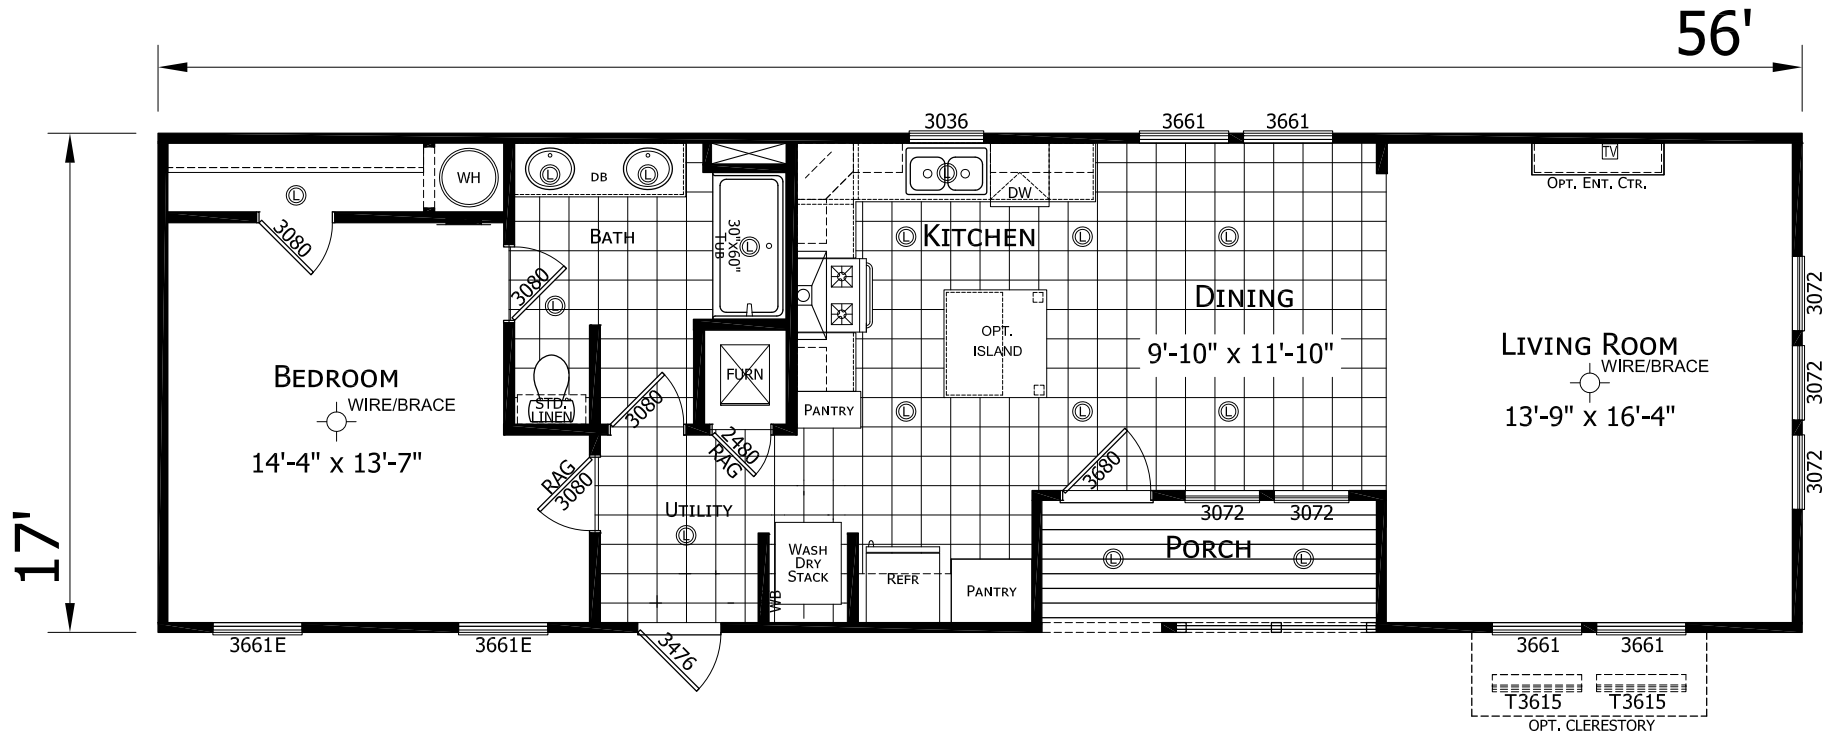 56'
17'
3036
3661
3661
WH
L
3080
DB
L
L
BATH
30"x60"
TUB
L
3080
L
L
DW
KITCHEN
L
L
L
TV
OPT. ENT. CTR.
3072
3072
3072
DINING
9'-10" x 11'-10"
OPT.
ISLAND
LIVING ROOM
WIRE/BRACE
13'-9" x 16'-4"
BEDROOM
WIRE/BRACE
14'-4" x 13'-7"
STD.
LINEN
FURN
3080
2480
RAG
PANTRY
L
L
L
RAG
3080
3680
UTILITY
L
3072
3072
PORCH
L
L
WASH
DRY
STACK
WB
REFR
PANTRY
3661E
3661E
3476
3661
3661
T3615
T3615
OPT. CLERESTORY